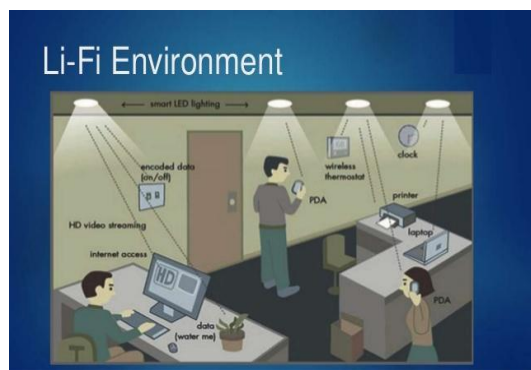 Li-Fi Environment
smart LED lighting
encoded data
(on/off)
HD video streaming
internet access
HD
data
(water me)
PDA
wireless
thermostat
clock
printer
laptop
PDA